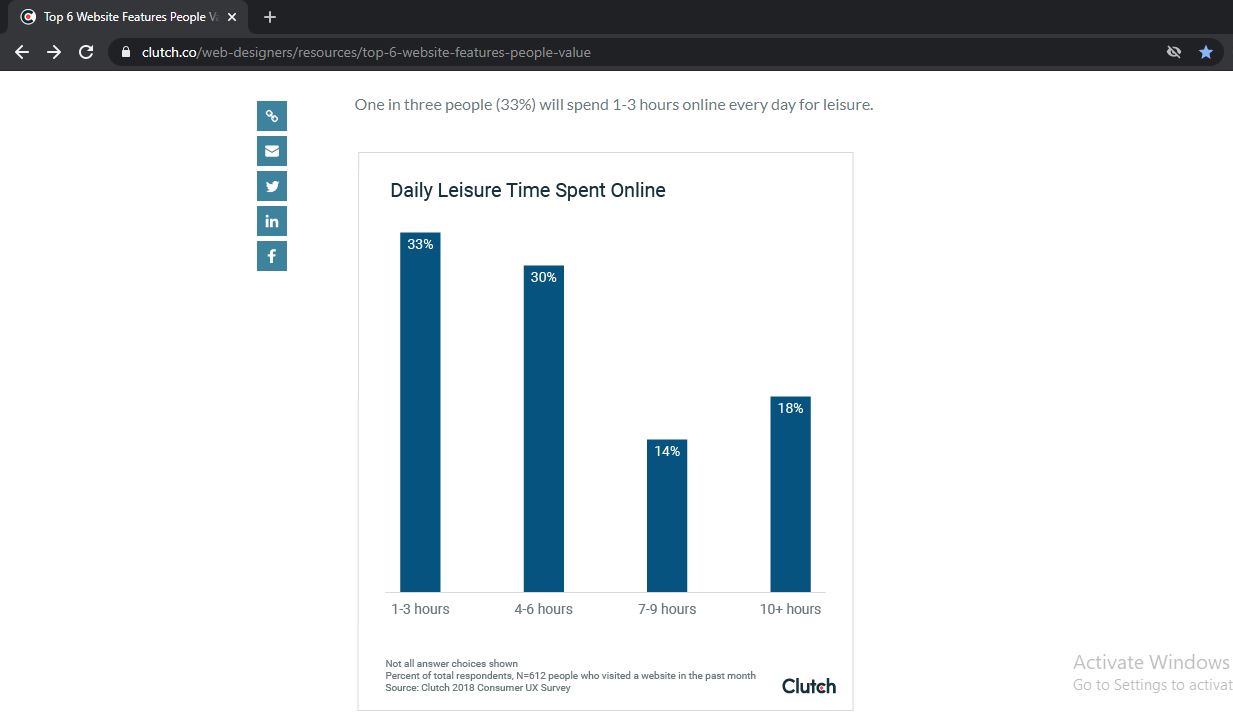 Top 6 Website Features People Va
clutch.co/web-designers/resources/top-6-website-features-people-value
One in three people (33%) will spend 1-3 hours online every day for leisure.
in
f
Daily Leisure Time Spent Online
33%
30%
14%
18%
1-3 hours
4-6 hours
7-9 hours
10+ hours
Not all answer choices shown
Percent of total respondents, N=612 people who visited a website in the past month
Source: Clutch 2018 Consumer UX Survey
Clutch
Activate Windows
Go to Settings to activat